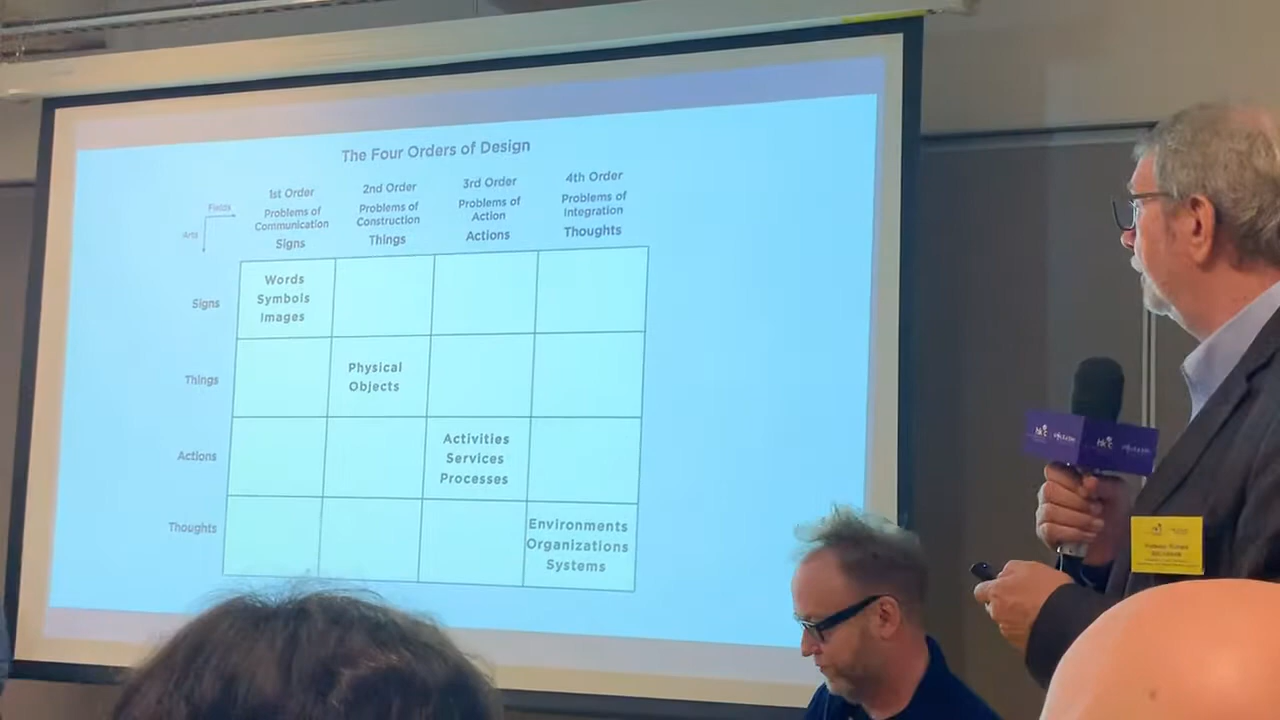 The Four Orders of Design
1st Order
2nd Order
3rd Order
4th Order
Problems of
Communication
Problems of
Construction
Problems of
Action
Problems of
Integration
Fields
Arts
Signs
Things
Actions
Thoughts
Signs
Words
Symbols
Images
Things
Physical
Objects
Actions
Activities
Services
Processes
Thoughts
Environments
Organizations
Systems